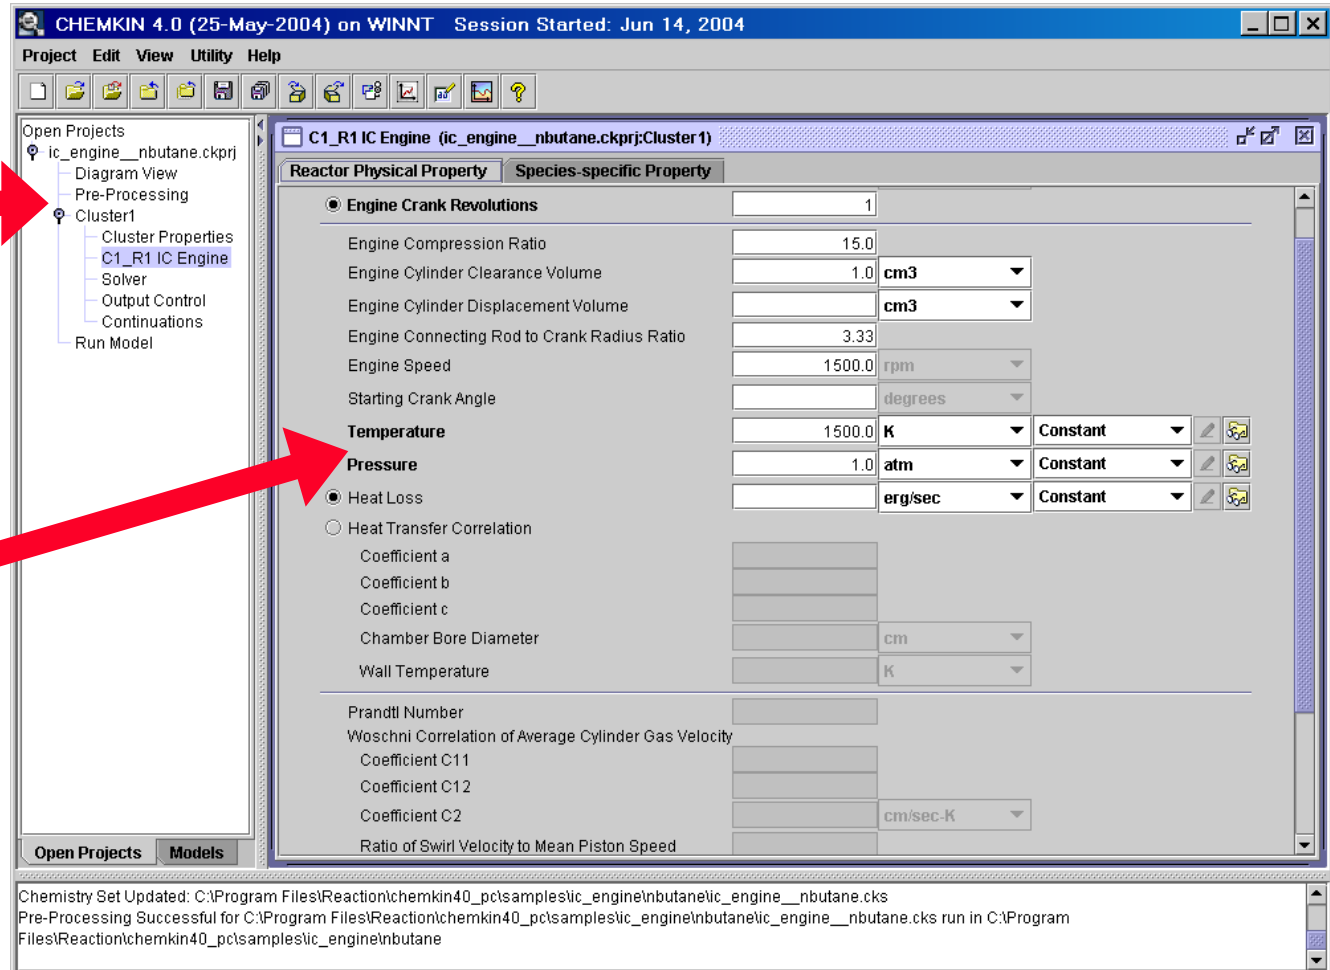 CHEMKIN 4.0 (25-May-2004) on WINNT Session Started: Jun 14, 2004
Project Edit View Utility Help
Open Projects
ic_engine__nbutane.ckprj
Diagram View
Pre-Processing
Cluster1
Cluster Properties
C1_R1 IC Engine
Solver
Output Control
Continuations
Run Model
Open Projects Models
C1_R1 IC Engine (ic_engine__nbutane.ckprj:Cluster1)
Reactor Physical Property Species-specific Property
Engine Crank Revolutions 1
Engine Compression Ratio 15.0
Engine Cylinder Clearance Volume 1.0 cm3
Engine Cylinder Displacement Volume cm3
Engine Connecting Rod to Crank Radius Ratio 3.33
Engine Speed 1500.0 rpm
Starting Crank Angle degrees
Temperature 1500.0 K Constant
Pressure 1.0 atm Constant
Heat Loss erg/sec Constant
Heat Transfer Correlation
Coefficient a
Coefficient b
Coefficient c
Chamber Bore Diameter cm
Wall Temperature K
Prandtl Number
Woschni Correlation of Average Cylinder Gas Velocity
Coefficient C11
Coefficient C12
Coefficient C2 cm/sec-K
Ratio of Swirl Velocity to Mean Piston Speed
Chemistry Set Updated: C:\Program Files\Reaction\chemkin40_pc\samples\ic_engine\nbutane\ic_engine__nbutane.cks
Pre-Processing Successful for C:\Program Files\Reaction\chemkin40_pc\samples\ic_engine\nbutane\ic_engine__nbutane.cks run in C:\Program
Files\Reaction\chemkin40_pc\samples\ic_engine\nbutane